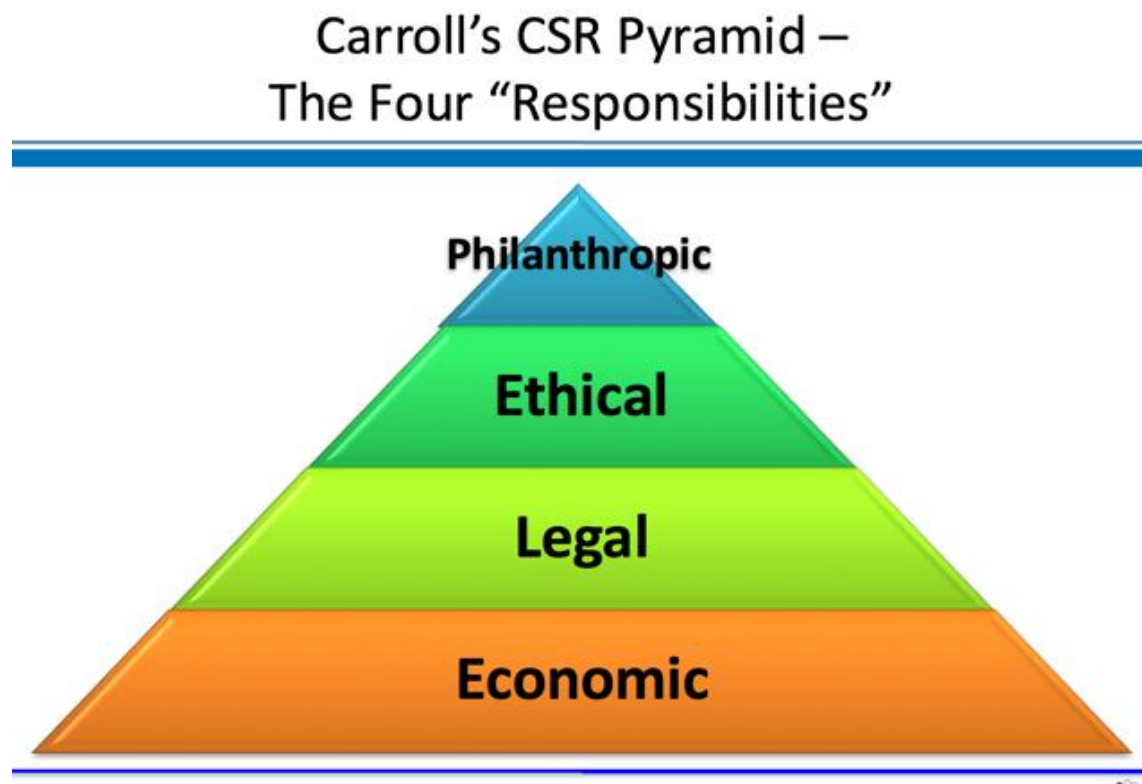 Carroll’s CSR Pyramid –
The Four “Responsibilities”
Philanthropic
Ethical
Legal
Economic